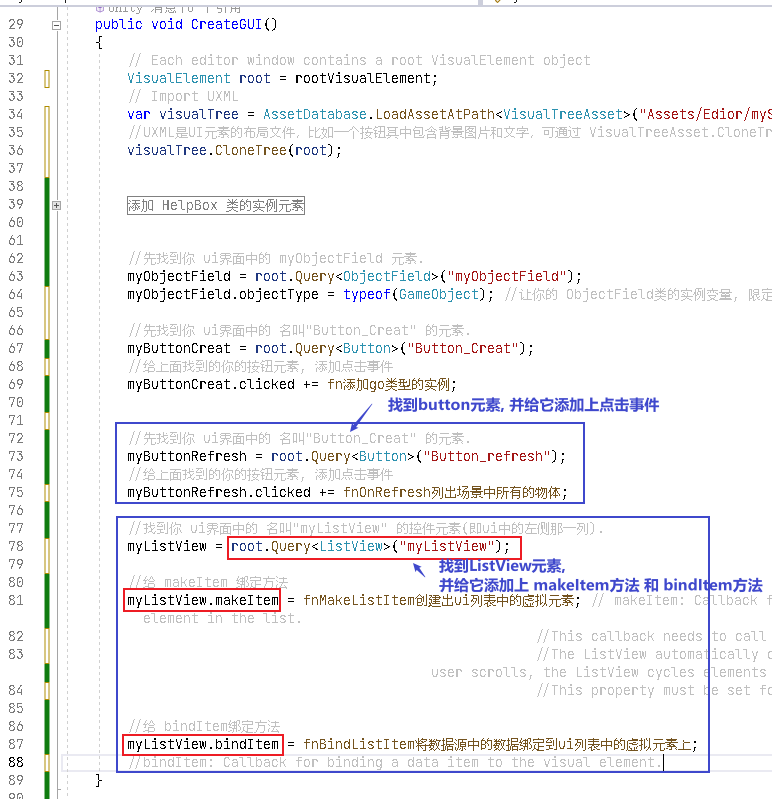 29 public void CreateGUI()
30 {
31 // Each editor window contains a root VisualElement object
32 VisualElement root = rootVisualElement;
33 // Import UXML
34 var visualTree = AssetDatabase.LoadAssetAtPath<VisualTreeAsset>("Assets/Edior/myS
35 //UXML是UI元素的布局文件, 比如一个按钮其中包含背景图片和文字, 可通过 VisualTreeAsset.CloneTr
36 visualTree.CloneTree(root);
37
38
39 添加 HelpBox 类的实例元素
60
61
62 //先找到你 ui界面中的 myObjectField 元素.
63 myObjectField = root.Query<ObjectField>("myObjectField");
64 myObjectField.objectType = typeof(GameObject); //让你的 ObjectField类的实例变量, 限定
65
66 //先找到你 ui界面中的 名叫"Button_Creat" 的元素.
67 myButtonCreat = root.Query<Button>("Button_Creat");
68 //给上面找到的你的按钮元素, 添加点击事件
69 myButtonCreat.clicked += fn添加go类型的实例;
70
找到button元素, 并给它添加上点击事件
71
72 //先找到你 ui界面中的 名叫"Button_Creat" 的元素.
73 myButtonRefresh = root.Query<Button>("Button_refresh");
74 //给上面找到的你的按钮元素, 添加点击事件
75 myButtonRefresh.clicked += fnOnRefresh列出场景中所有的物体;
76
77 //找到你 ui界面中的 名叫"myListView" 的控件元素(即ui中的左侧那一列).
78 myListView = root.Query<ListView>("myListView");
79
找到ListView元素,
并给它添加上 makeItem方法 和 bindItem方法
80 //给 makeItem 绑定方法
81 myListView.makeItem = fnMakeListItem创建出ui列表中的虚拟元素; // makeItem: Callback f
element in the list.
82 //This callback needs to call
83 //The ListView automatically c
user scrolls, the ListView cycles elements
84 //This property must be set fo
85
86 //给 bindItem绑定方法
87 myListView.bindItem = fnBindListItem将数据源中的数据绑定到ui列表中的虚拟元素上;
88 //bindItem: Callback for binding a data item to the visual element.
89 }
90